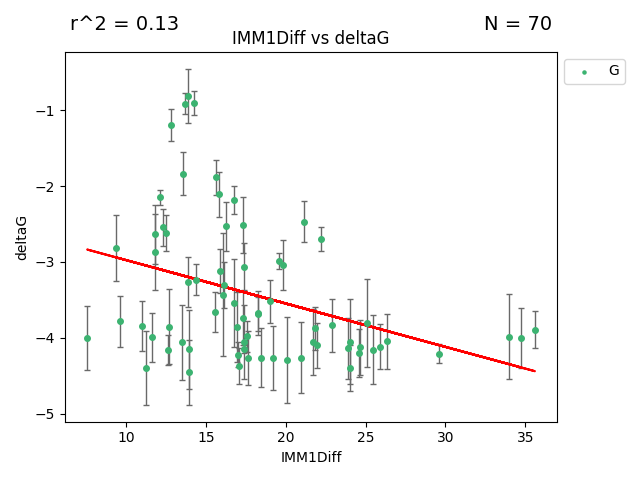 r^2 = 0.13
N = 70
IMM1Diff vs deltaG
G
deltaG
−1
−2
−3
−4
−5
10 15 20 25 30 35
IMM1Diff